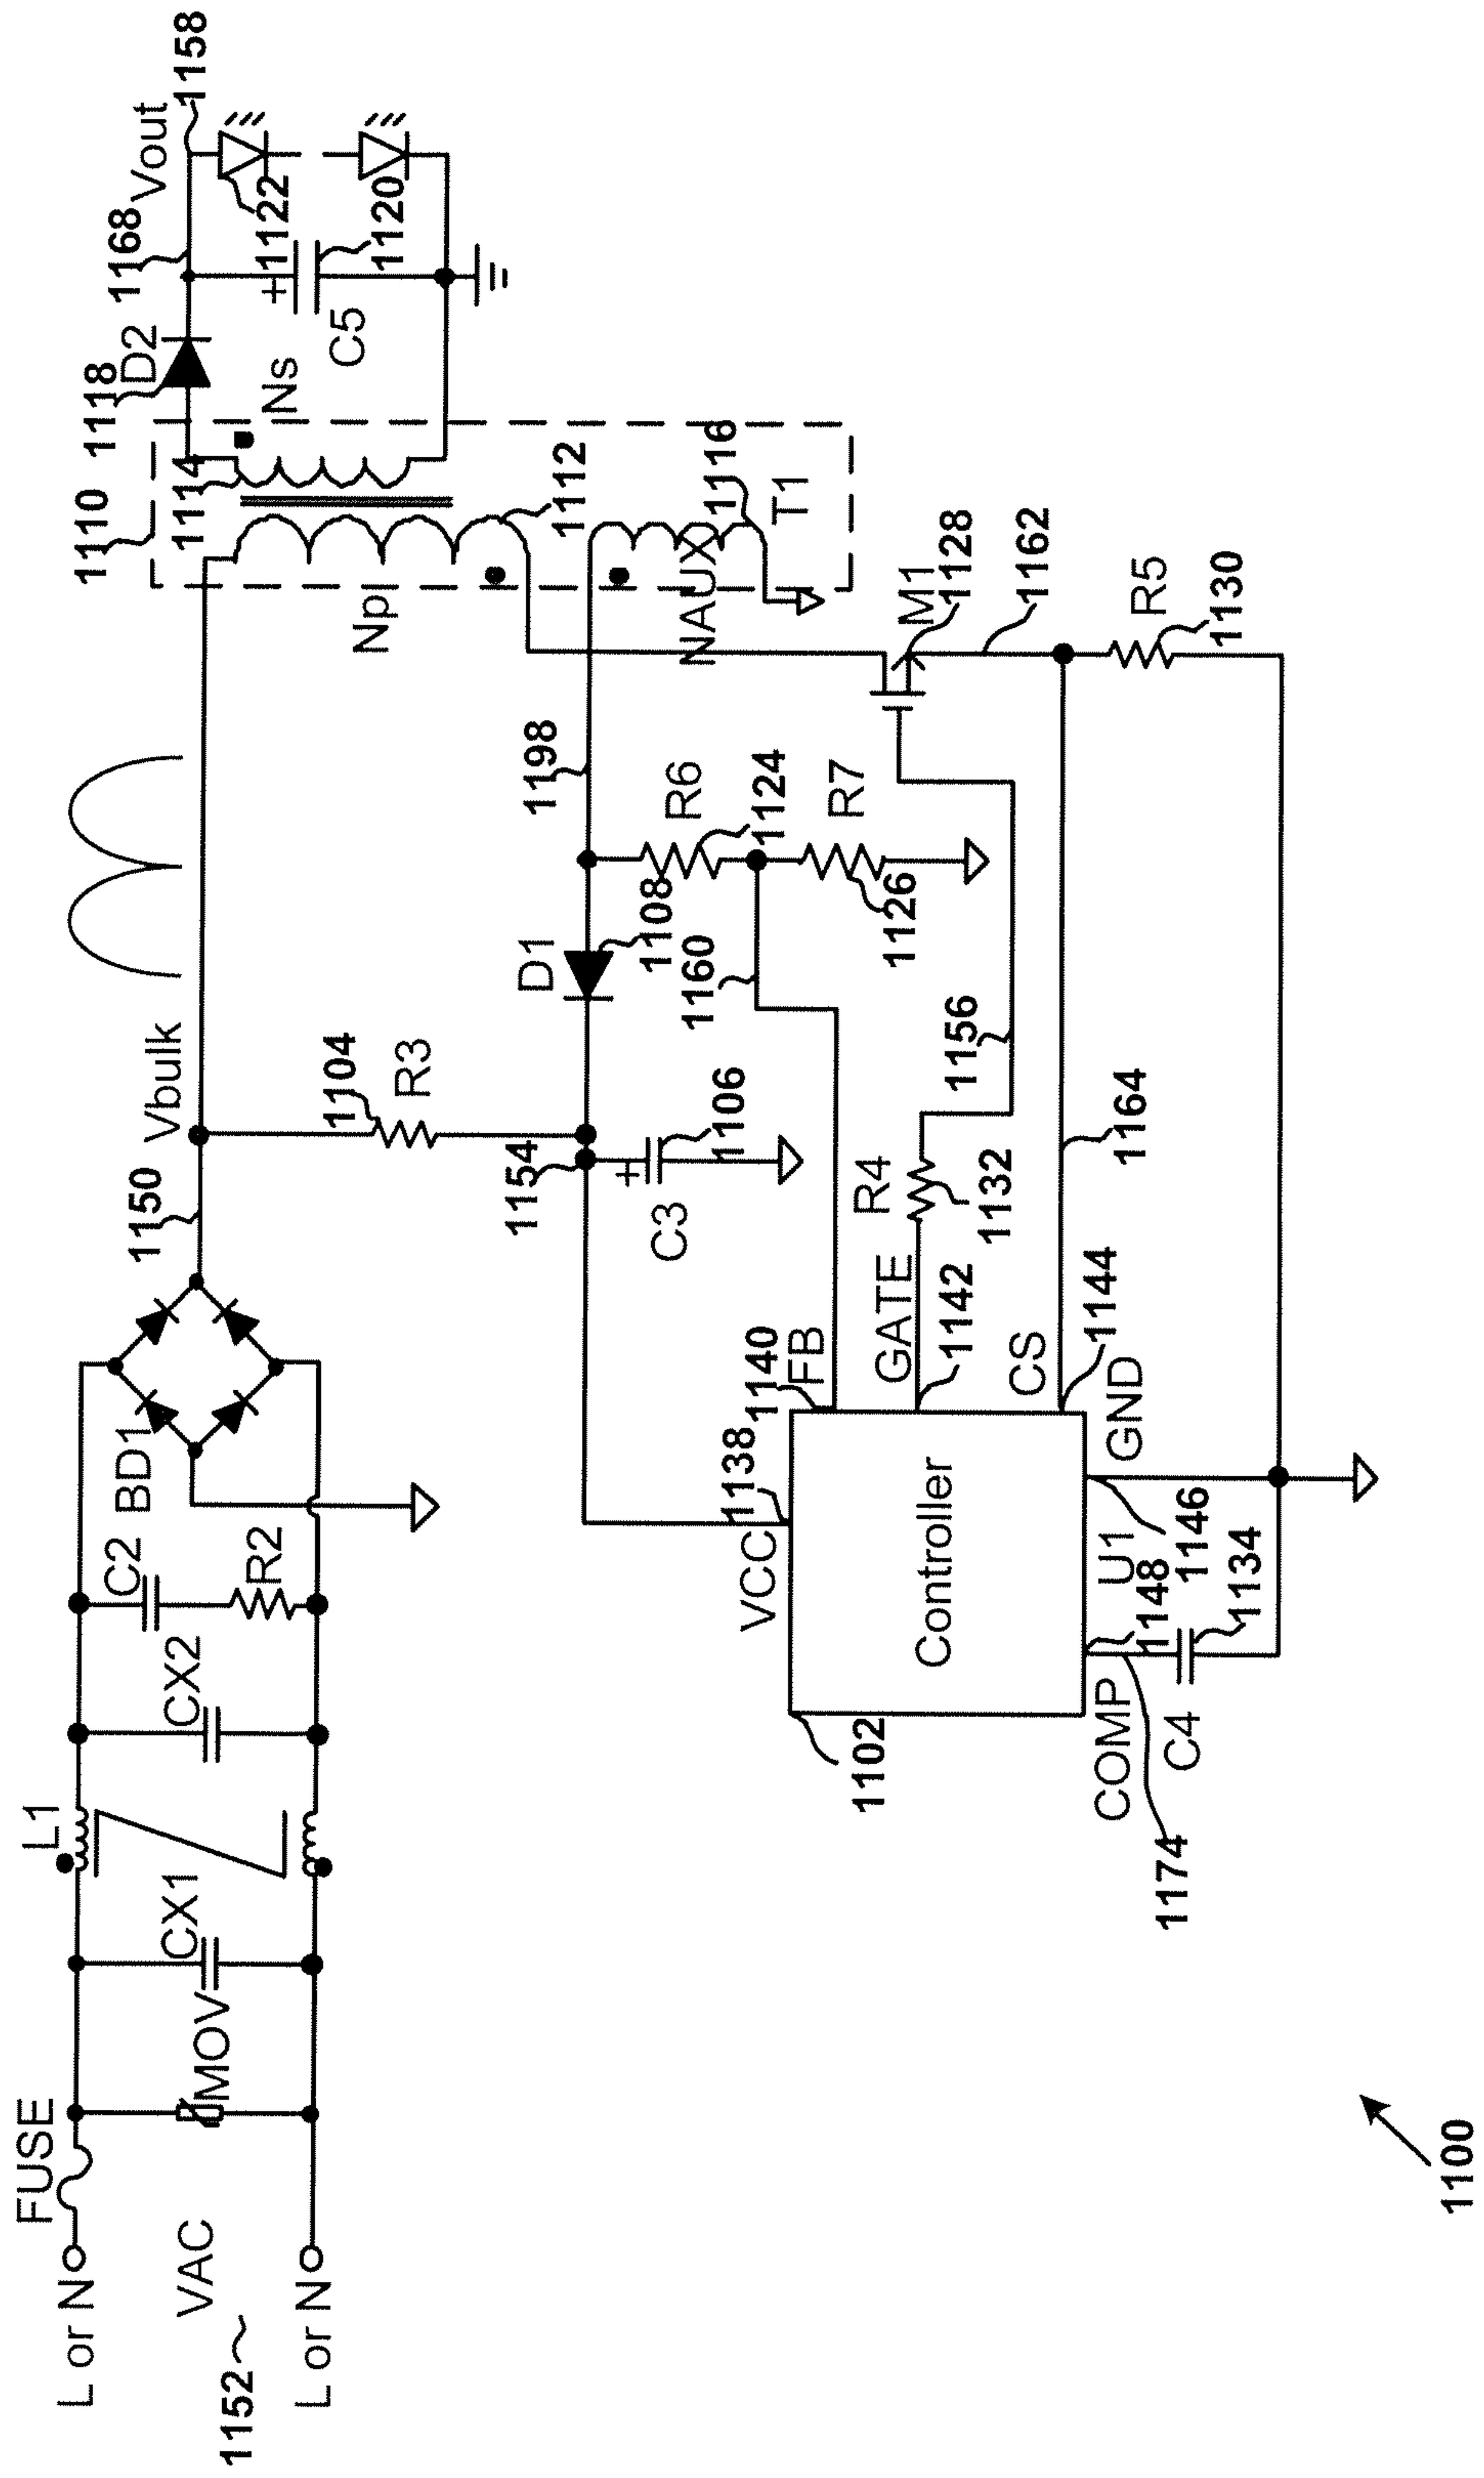 L or N
FUSE
VAC
1152
L or N
MOV
CX1
L1
CX2
C2
R2
BD1
1150
Vbulk
1104
R3
1154
C3
1106
D1
1108
1198
R6
1124
R7
1126
1160
1110
1114
Np
Ns
1112
NAUX
1116
T1
1118
D2
1168
Vout
1158
1122
1120
C5
M1
1128
1162
R5
1130
1156
R4
1132
1164
1138
VCC
1140
FB
GATE
1142
CS
1144
GND
1146
U1
1148
COMP
Controller
1102
1174
C4
1134
1100